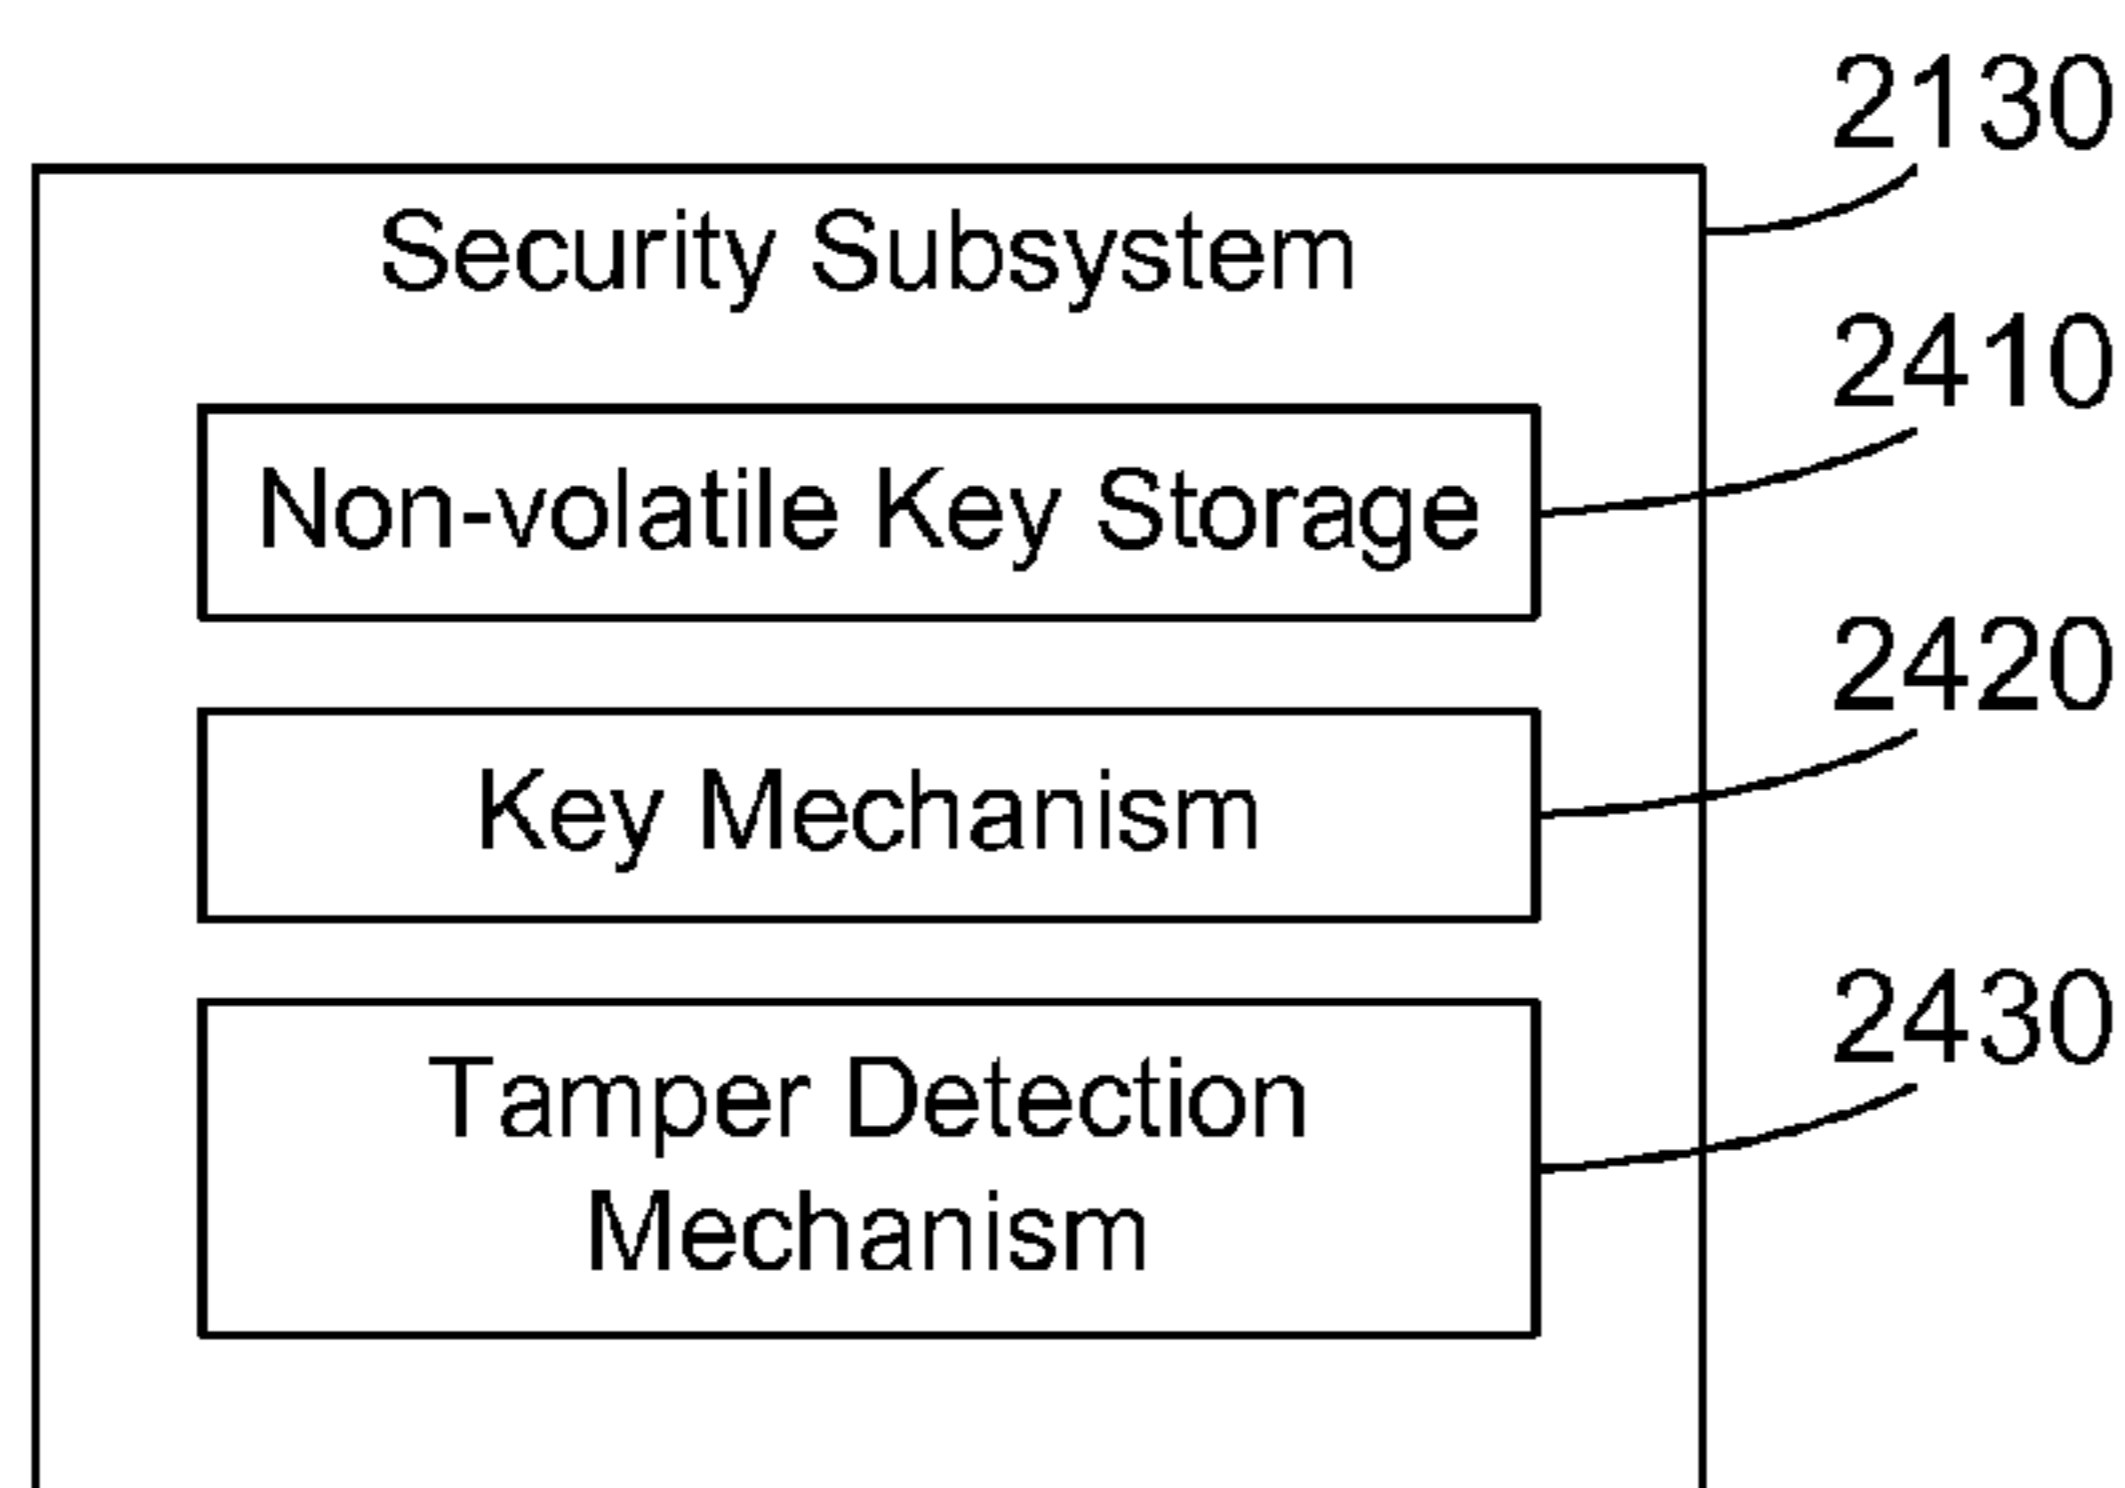 2130
Security Subsystem
2410
Non-volatile Key Storage
2420
Key Mechanism
2430
Tamper Detection
Mechanism